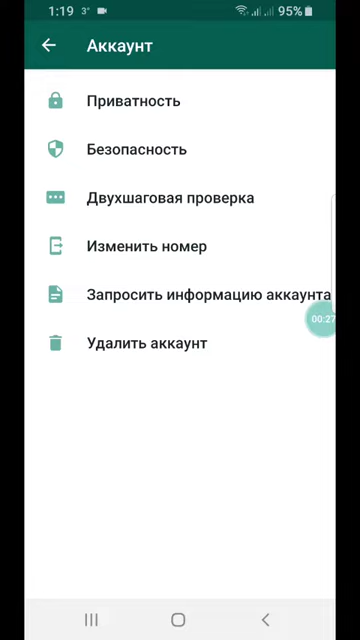 1:19 3° 95%
Аккаунт
Приватность
Безопасность
Двухшаговая проверка
Изменить номер
Запросить информацию аккаунта
00:27
Удалить аккаунт